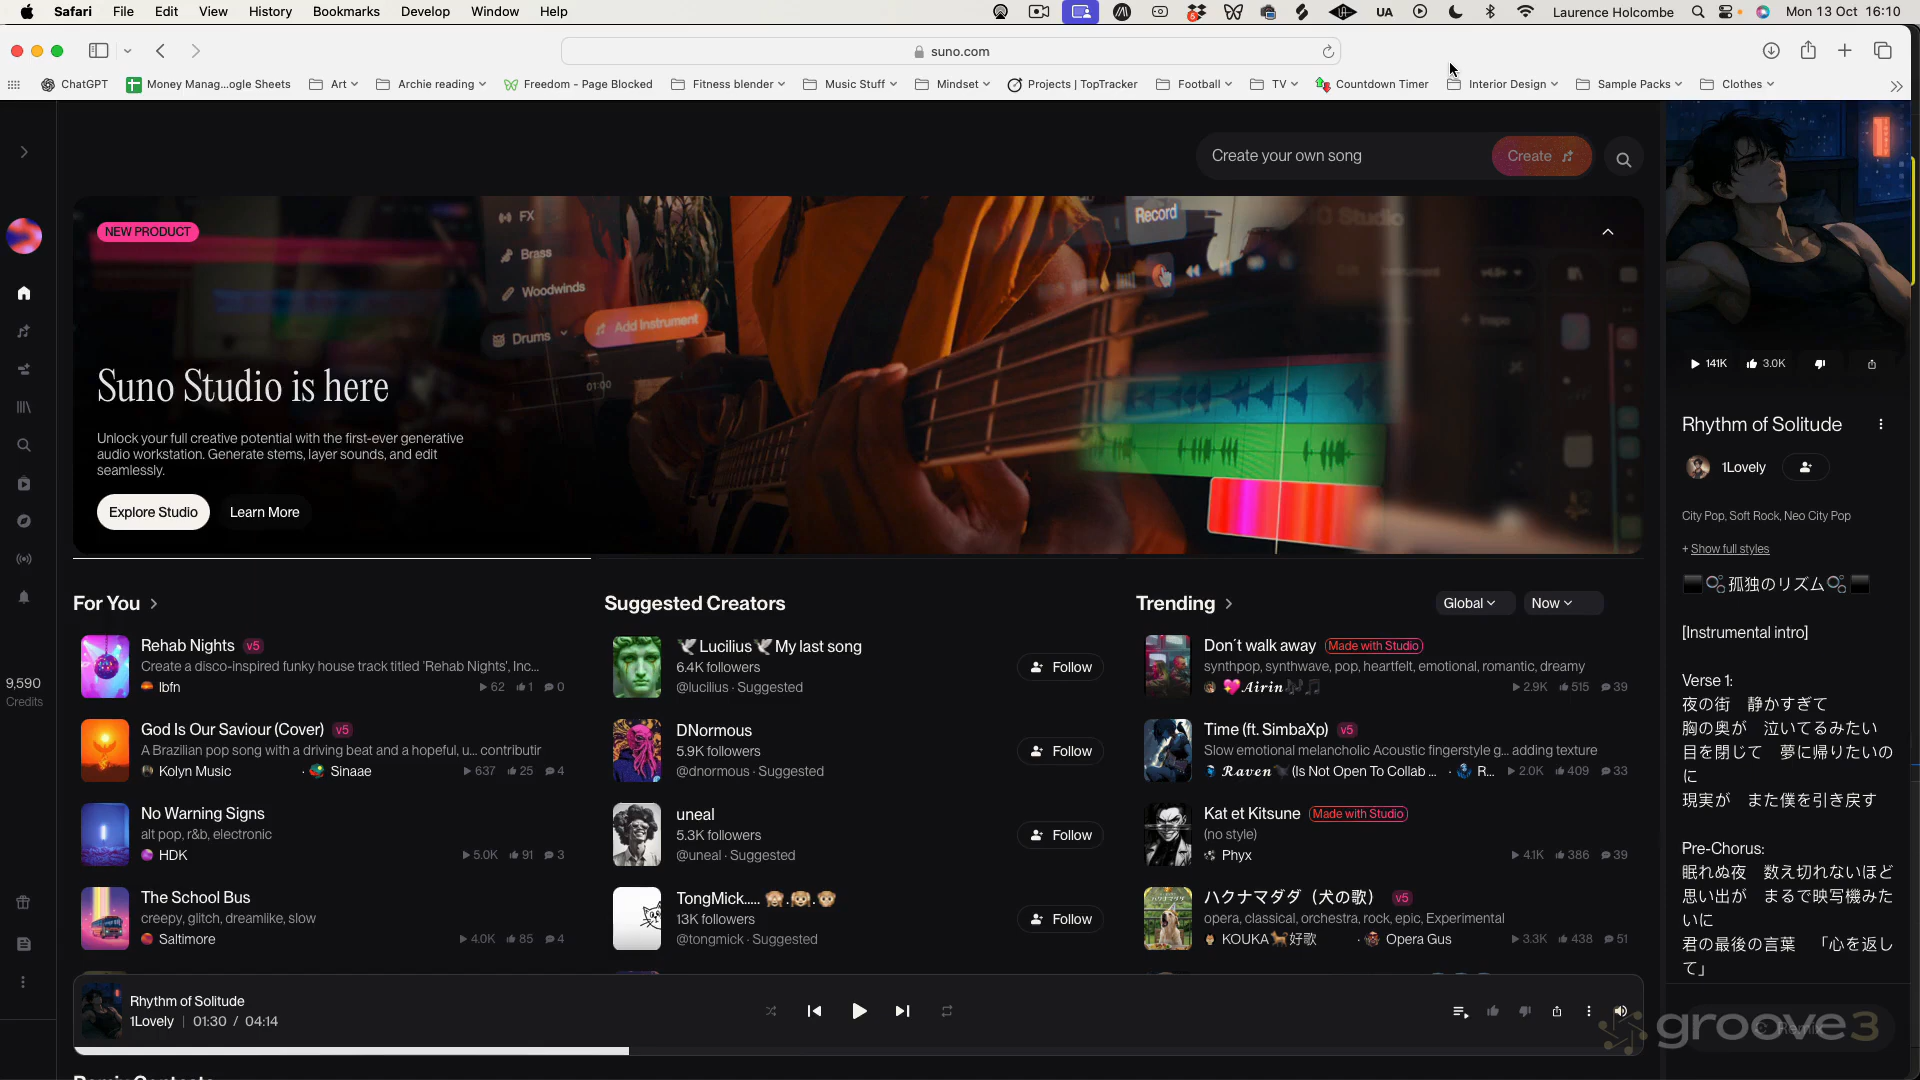 Safari File Edit View History Bookmarks Develop Window Help
UA Laurence Holcombe Mon 13 Oct 16:10
suno.com
ChatGPT Money Manag...ogle Sheets Art Archie reading Freedom - Page Blocked Fitness blender Music Stuff Mindset Projects | TopTracker Football TV Countdown Timer Interior Design Sample Packs Clothes
Create your own song Create
NEW PRODUCT
FX
Brass
Woodwinds
Drums Add Instrument
Record
Studio
01:00
Suno Studio is here
Unlock your full creative potential with the first-ever generative
audio workstation. Generate stems, layer sounds, and edit
seamlessly.
Explore Studio Learn More
9,590
Credits
For You
Rehab Nights v5
Create a disco-inspired funky house track titled 'Rehab Nights', Inc...
lbfn 62 1 0
God Is Our Saviour (Cover) v5
A Brazilian pop song with a driving beat and a hopeful, u... contributir
Kolyn Music · Sinaae 637 25 4
No Warning Signs
alt pop, r&b, electronic
HDK 5.0K 91 3
The School Bus
creepy, glitch, dreamlike, slow
Saltimore 4.0K 85 4
Suggested Creators
🕊Lucilius🕊My last song
6.4K followers
@lucilius · Suggested
Follow
DNormous
5.9K followers
@dnormous · Suggested
Follow
uneal
5.3K followers
@uneal · Suggested
Follow
TongMick..... 🙈.🙉.🐵
13K followers
@tongmick · Suggested
Follow
Trending Global Now
Don´t walk away Made with Studio
synthpop, synthwave, pop, heartfelt, emotional, romantic, dreamy
💖𝓐𝓲𝓻𝓲𝓷🎶🎵 2.9K 515 39
Time (ft. SimbaXp) v5
Slow emotional melancholic Acoustic fingerstyle g... adding texture
𝓡𝓪𝓿𝓮𝓷🐦‍⬛(Is Not Open To Collab ... · R... 2.0K 409 33
Kat et Kitsune Made with Studio
(no style)
Phyx 4.1K 386 39
ハクナマダダ（犬の歌） v5
opera, classical, orchestra, rock, epic, Experimental
KOUKA🐕好歌 · Opera Gus 3.3K 438 51
141K 3.0K
Rhythm of Solitude
1Lovely
City Pop, Soft Rock, Neo City Pop
+ Show full styles
⬛🫧孤独のリズム🫧⬛
[Instrumental intro]
Verse 1:
夜の街　静かすぎて
胸の奥が　泣いてるみたい
目を閉じて　夢に帰りたいの
に
現実が　また僕を引き戻す
Pre-Chorus:
眠れぬ夜　数え切れないほど
思い出が　まるで映写機みた
いに
君の最後の言葉　「心を返し
て」
Rhythm of Solitude
1Lovely | 01:30 / 04:14
groove3
Remix Contests